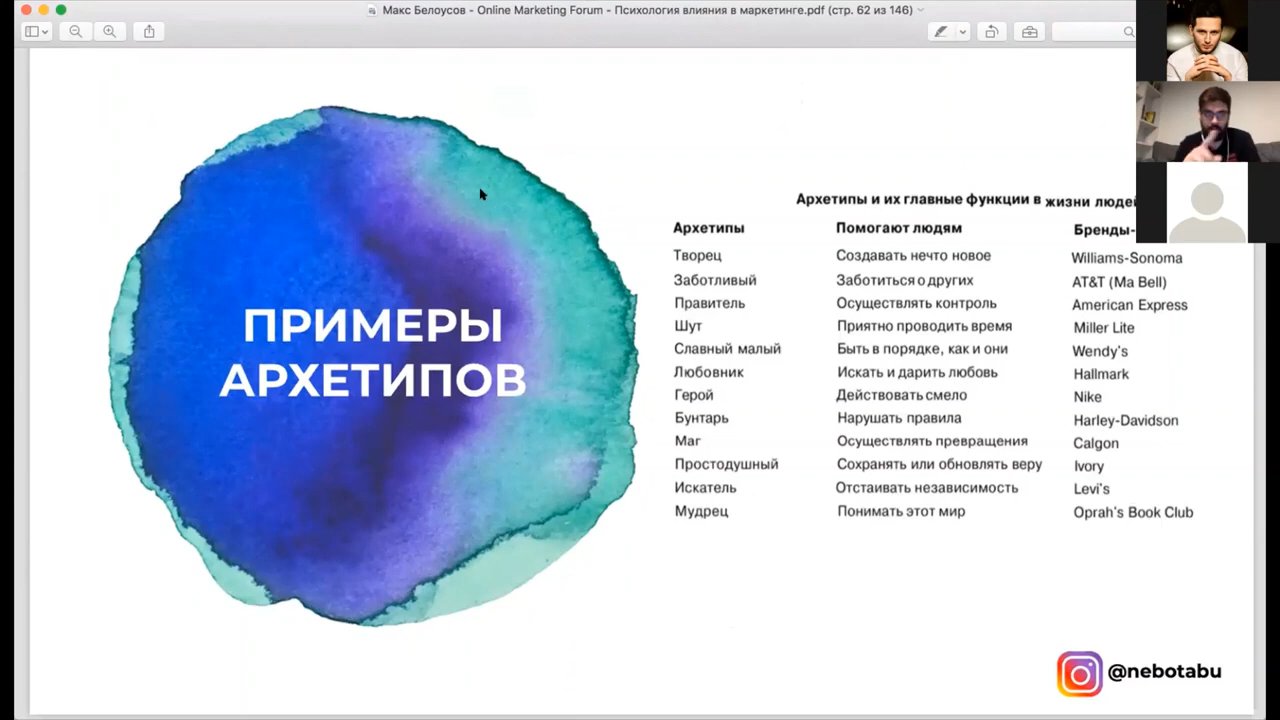 Макс Белоусов - Online Marketing Forum - Психология влияния в маркетинге.pdf (стр. 62 из 146)
ПРИМЕРЫ
АРХЕТИПОВ
Архетипы и их главные функции в жизни людей
Архетипы Помогают людям Бренды-
Творец Создавать нечто новое Williams-Sonoma
Заботливый Заботиться о других AT&T (Ma Bell)
Правитель Осуществлять контроль American Express
Шут Приятно проводить время Miller Lite
Славный малый Быть в порядке, как и они Wendy's
Любовник Искать и дарить любовь Hallmark
Герой Действовать смело Nike
Бунтарь Нарушать правила Harley-Davidson
Маг Осуществлять превращения Calgon
Простодушный Сохранять или обновлять веру Ivory
Искатель Отстаивать независимость Levi's
Мудрец Понимать этот мир Oprah's Book Club
@nebotabu